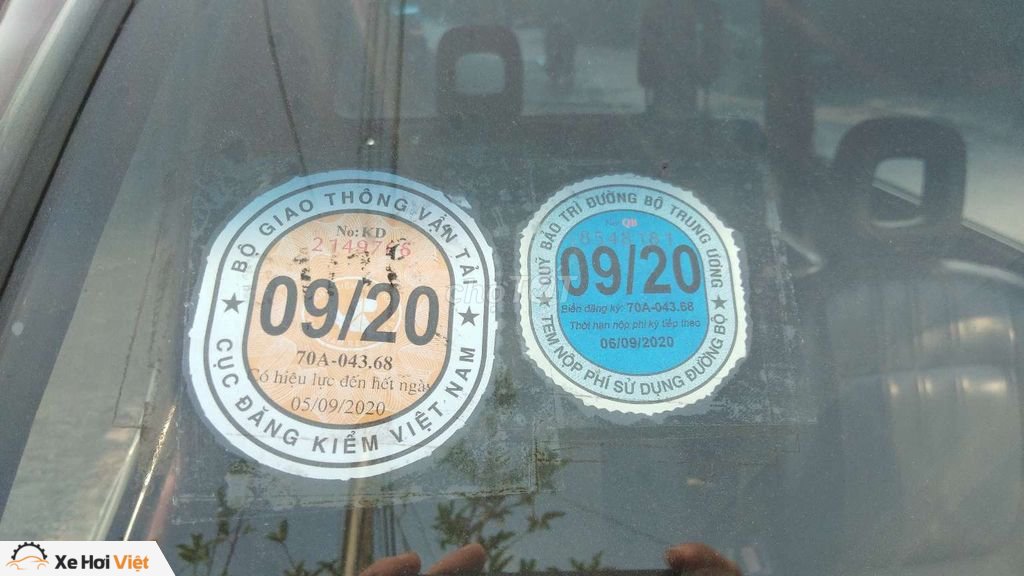 BỘ GIAO THÔNG VẬN TẢI
No: KD
09/20
70A-043.68
Có hiệu lực đến hết ngày
05/09/2020
CỤC ĐĂNG KIỂM VIỆT NAM
QUỸ BẢO TRÌ ĐƯỜNG BỘ TRUNG ƯƠNG
QB
09/20
Biển đăng ký: 70A-043.68
Thời hạn nộp phí kỳ tiếp theo
06/09/2020
TEM NỘP PHÍ SỬ DỤNG ĐƯỜNG BỘ
Xe Hơi Việt